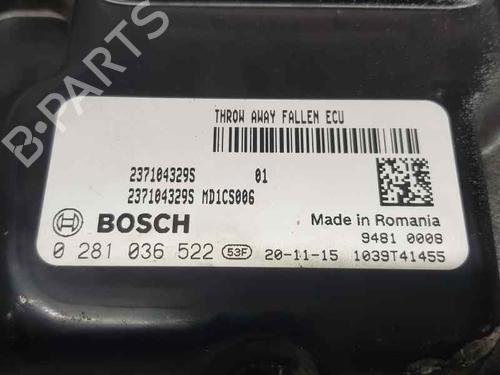 B-PARTS
THROW AWAY FALLEN ECU
237104329S 01
237104329S MD1CS006
BOSCH
Made in Romania
9481 0008
0 281 036 522 53F 20-11-15 1039T41455